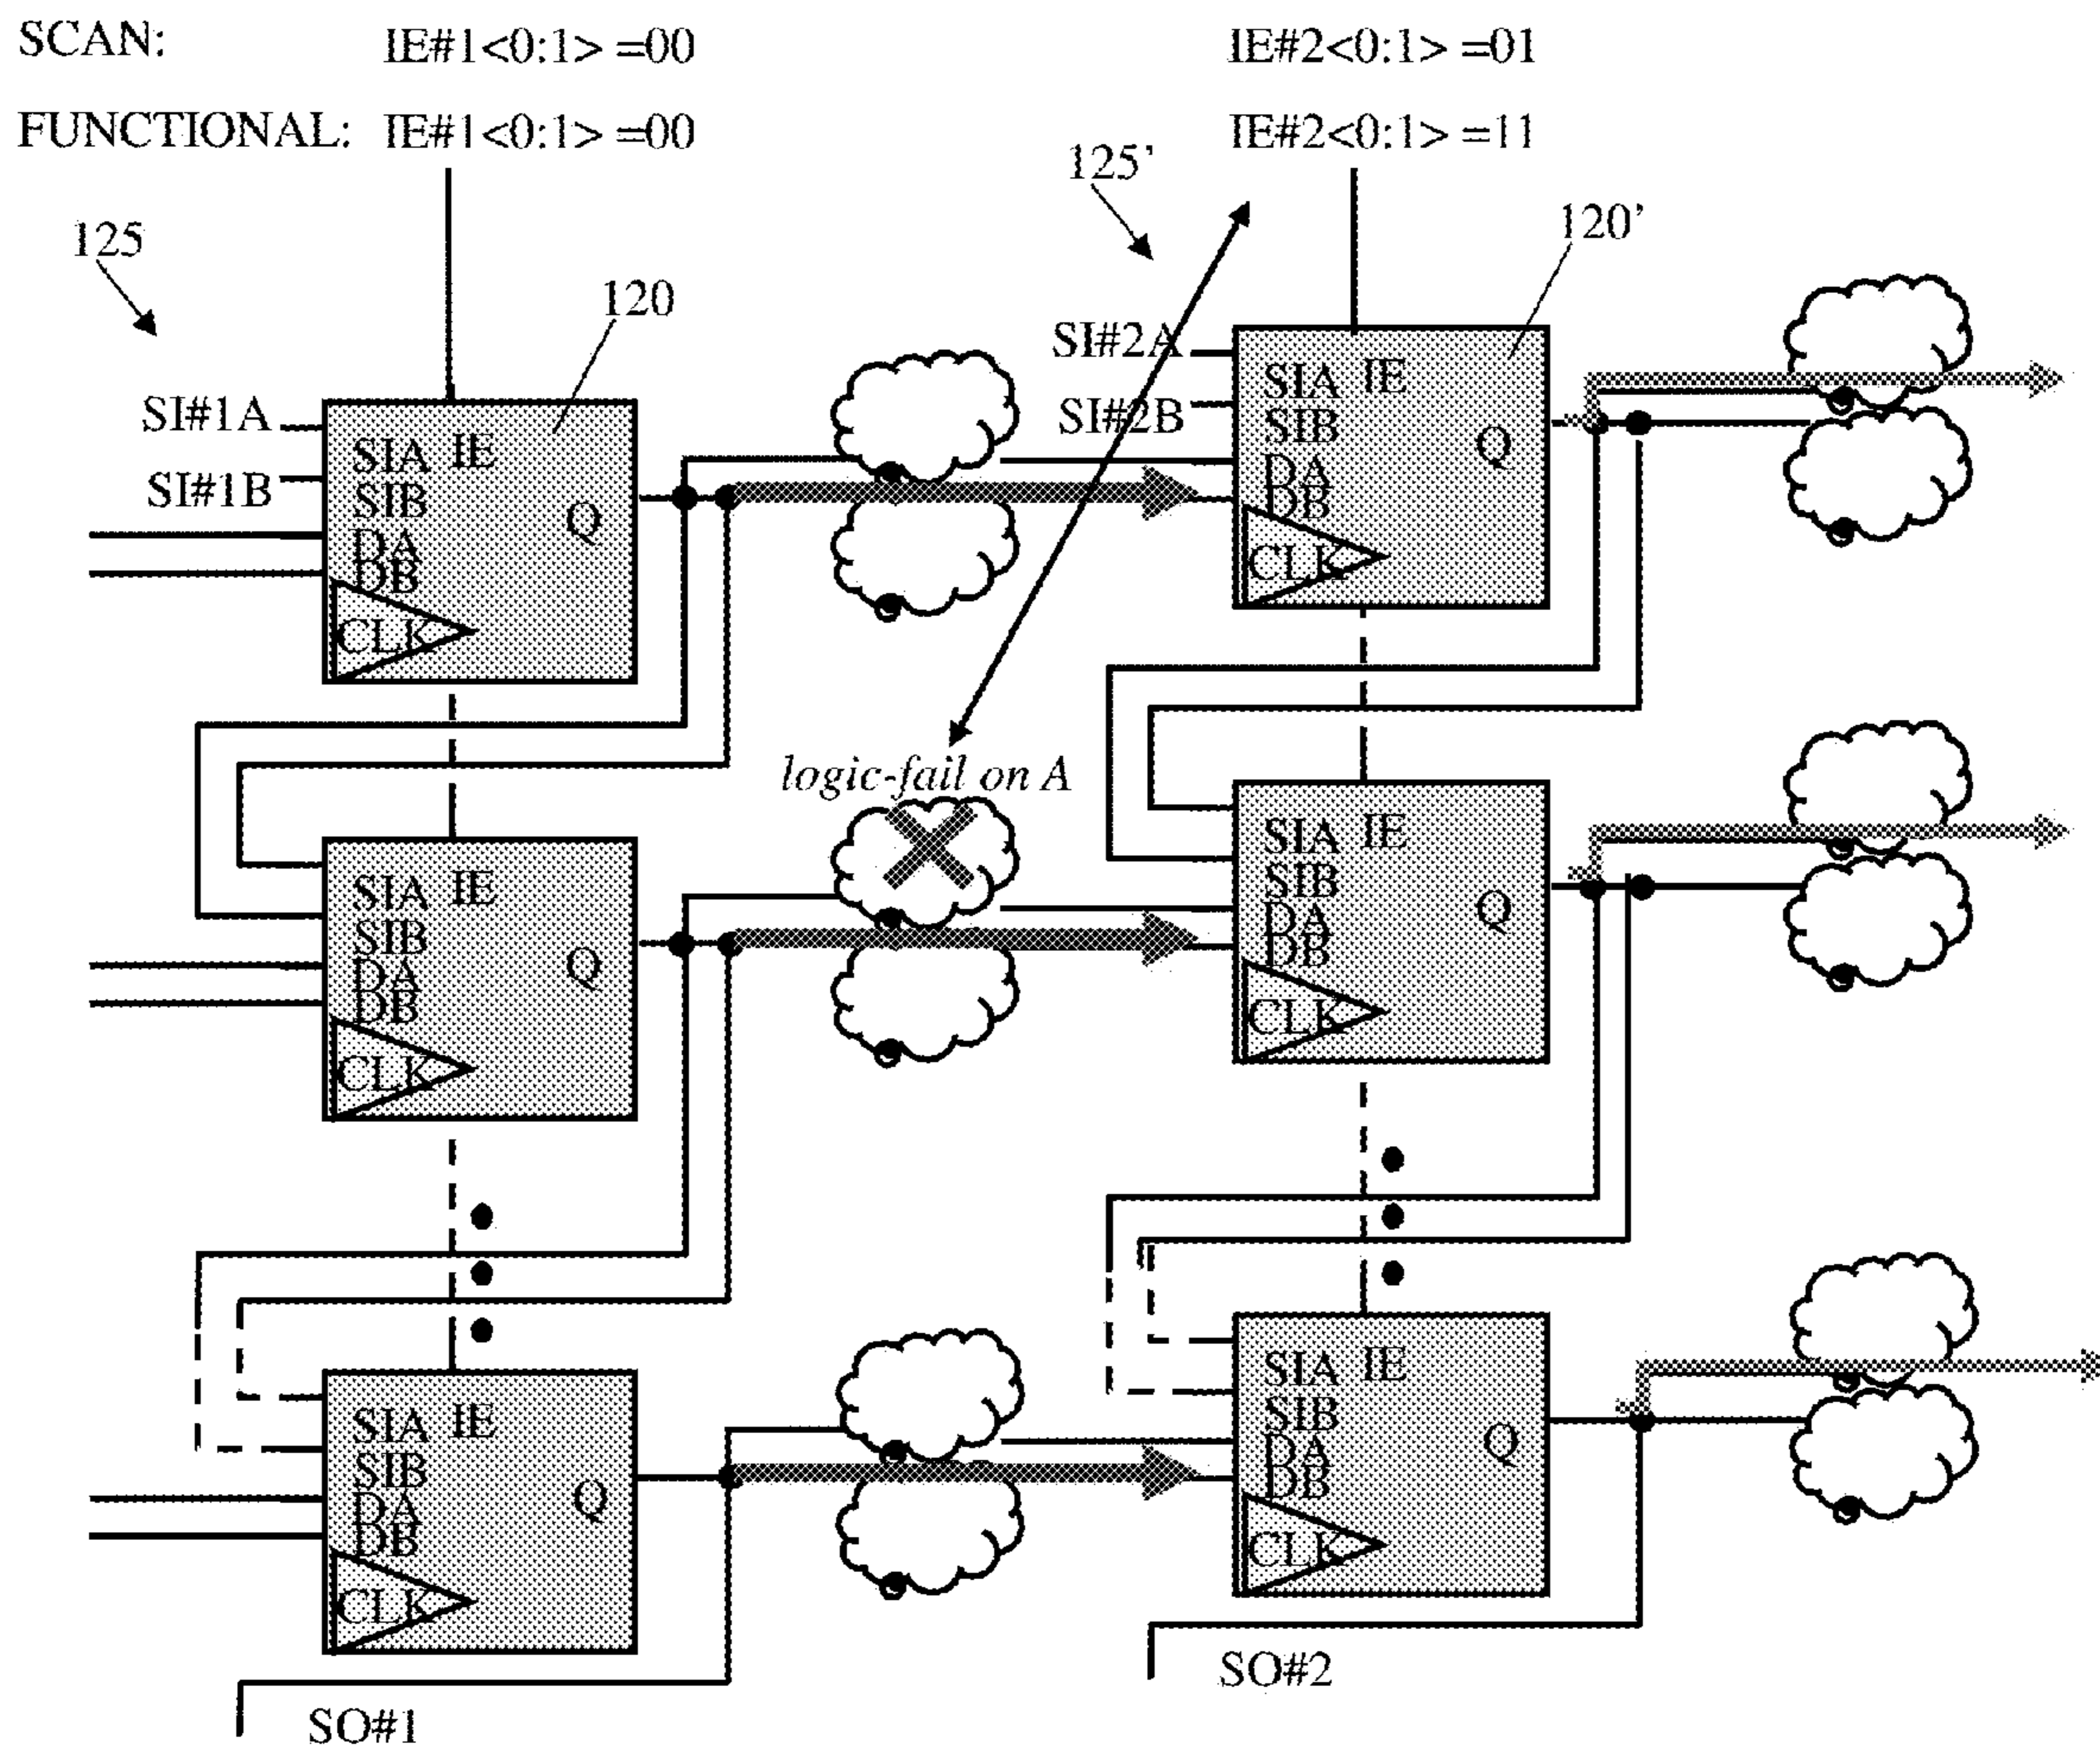 SCAN: IE#1<0:1> =00 IE#2<0:1> =01
FUNCTIONAL: IE#1<0:1> =00 IE#2<0:1> =11
125'
120'
125
120
SI#2A
SI#2B
SIA IE
SIB
DA
DB
Q
CLK
SI#1A
SI#1B
SIA IE
SIB
DA
DB
Q
CLK
logic-fail on A
SIA IE
SIB
DA
DB
Q
CLK
SIA IE
SIB
DA
DB
Q
CLK
SIA IE
SIB
DA
DB
Q
CLK
SIA IE
SIB
DA
DB
Q
CLK
SO#2
SO#1